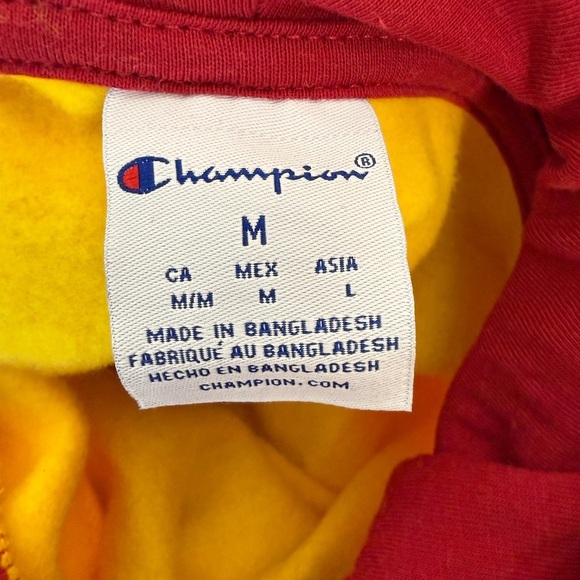 Champion®
M
CA MEX ASIA
M/M M L
MADE IN BANGLADESH
FABRIQUÉ AU BANGLADESH
HECHO EN BANGLADESH
CHAMPION.COM